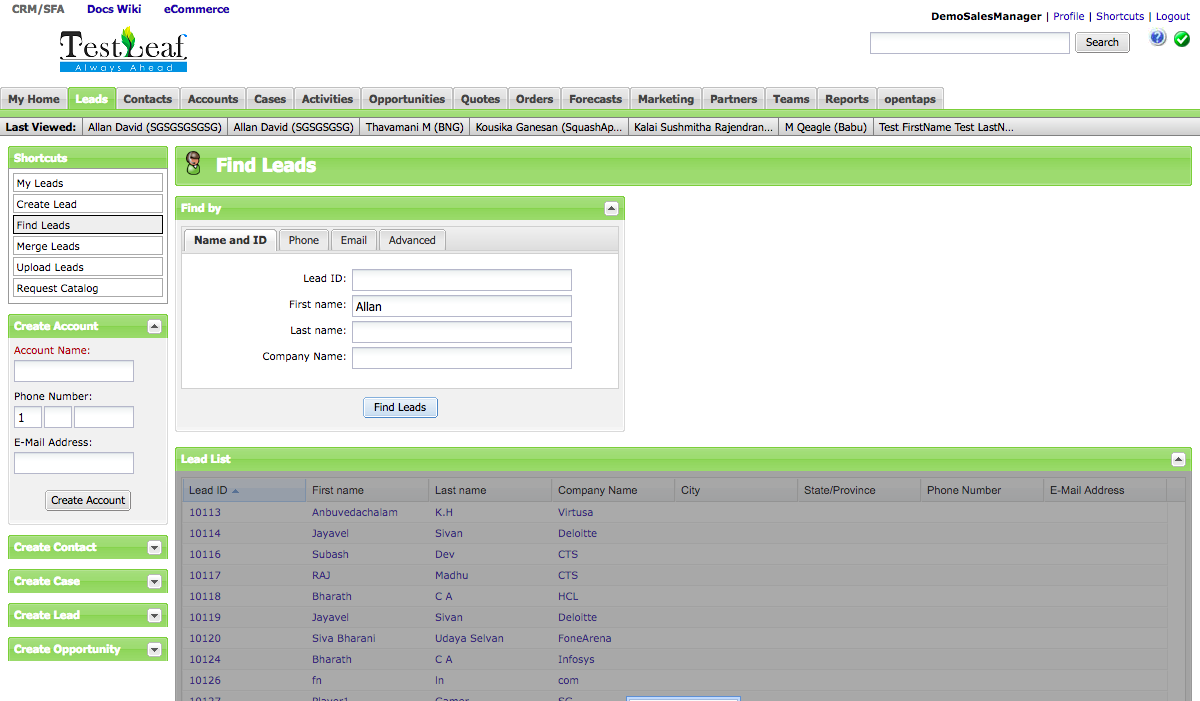 CRM/SFA Docs Wiki eCommerce
DemoSalesManager | Profile | Shortcuts | Logout
TestLeaf
Always Ahead
Search
My Home Leads Contacts Accounts Cases Activities Opportunities Quotes Orders Forecasts Marketing Partners Teams Reports opentaps
Last Viewed: Allan David (SGSGSGSGSG) Allan David (SGSGSGSG) Thavamani M (BNG) Kousika Ganesan (SquashAp... Kalai Sushmitha Rajendran... M Qeagle (Babu) Test FirstName Test LastN...
Shortcuts
My Leads
Create Lead
Find Leads
Merge Leads
Upload Leads
Request Catalog
Create Account
Account Name:
Phone Number:
1
E-Mail Address:
Create Account
Create Contact
Create Case
Create Lead
Create Opportunity
Find Leads
Find by
Name and ID Phone Email Advanced
Lead ID:
First name: Allan
Last name:
Company Name:
Find Leads
Lead List
Lead ID First name Last name Company Name City State/Province Phone Number E-Mail Address
10113 Anbuvedachalam K.H Virtusa
10114 Jayavel Sivan Deloitte
10116 Subash Dev CTS
10117 RAJ Madhu CTS
10118 Bharath C A HCL
10119 Jayavel Sivan Deloitte
10120 Siva Bharani Udaya Selvan FoneArena
10124 Bharath C A Infosys
10126 fn ln com